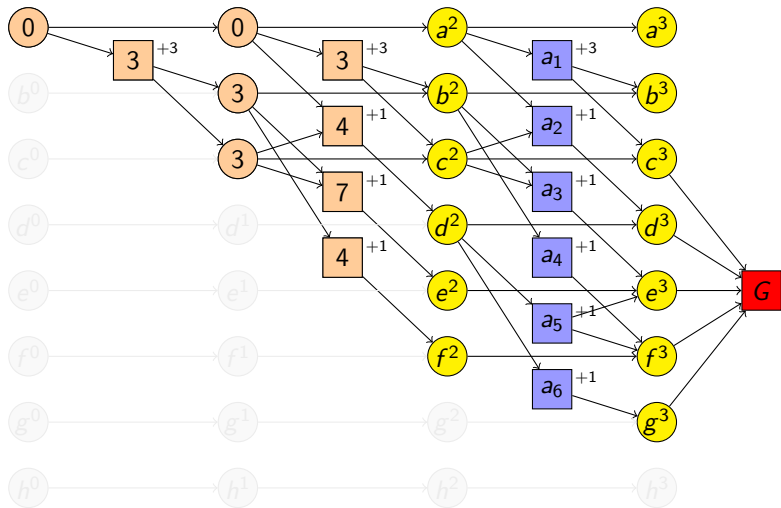 0 0 a² a³
3 +3 3 +3 a₁ +3
b⁰ 3 b² b³
4 +1 a₂ +1
c⁰ 3 c² c³
7 +1 a₃ +1
d⁰ d¹ d² d³
4 +1 a₄ +1
e⁰ e¹ e² e³ G
a₅ +1
f⁰ f¹ f² f³
a₆ +1
g⁰ g¹ g² g³
h⁰ h¹ h² h³